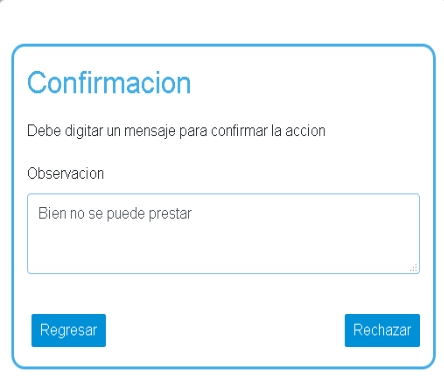 Confirmacion
Debe digitar un mensaje para confirmar la accion
Observacion
Bien no se puede prestar
Regresar
Rechazar